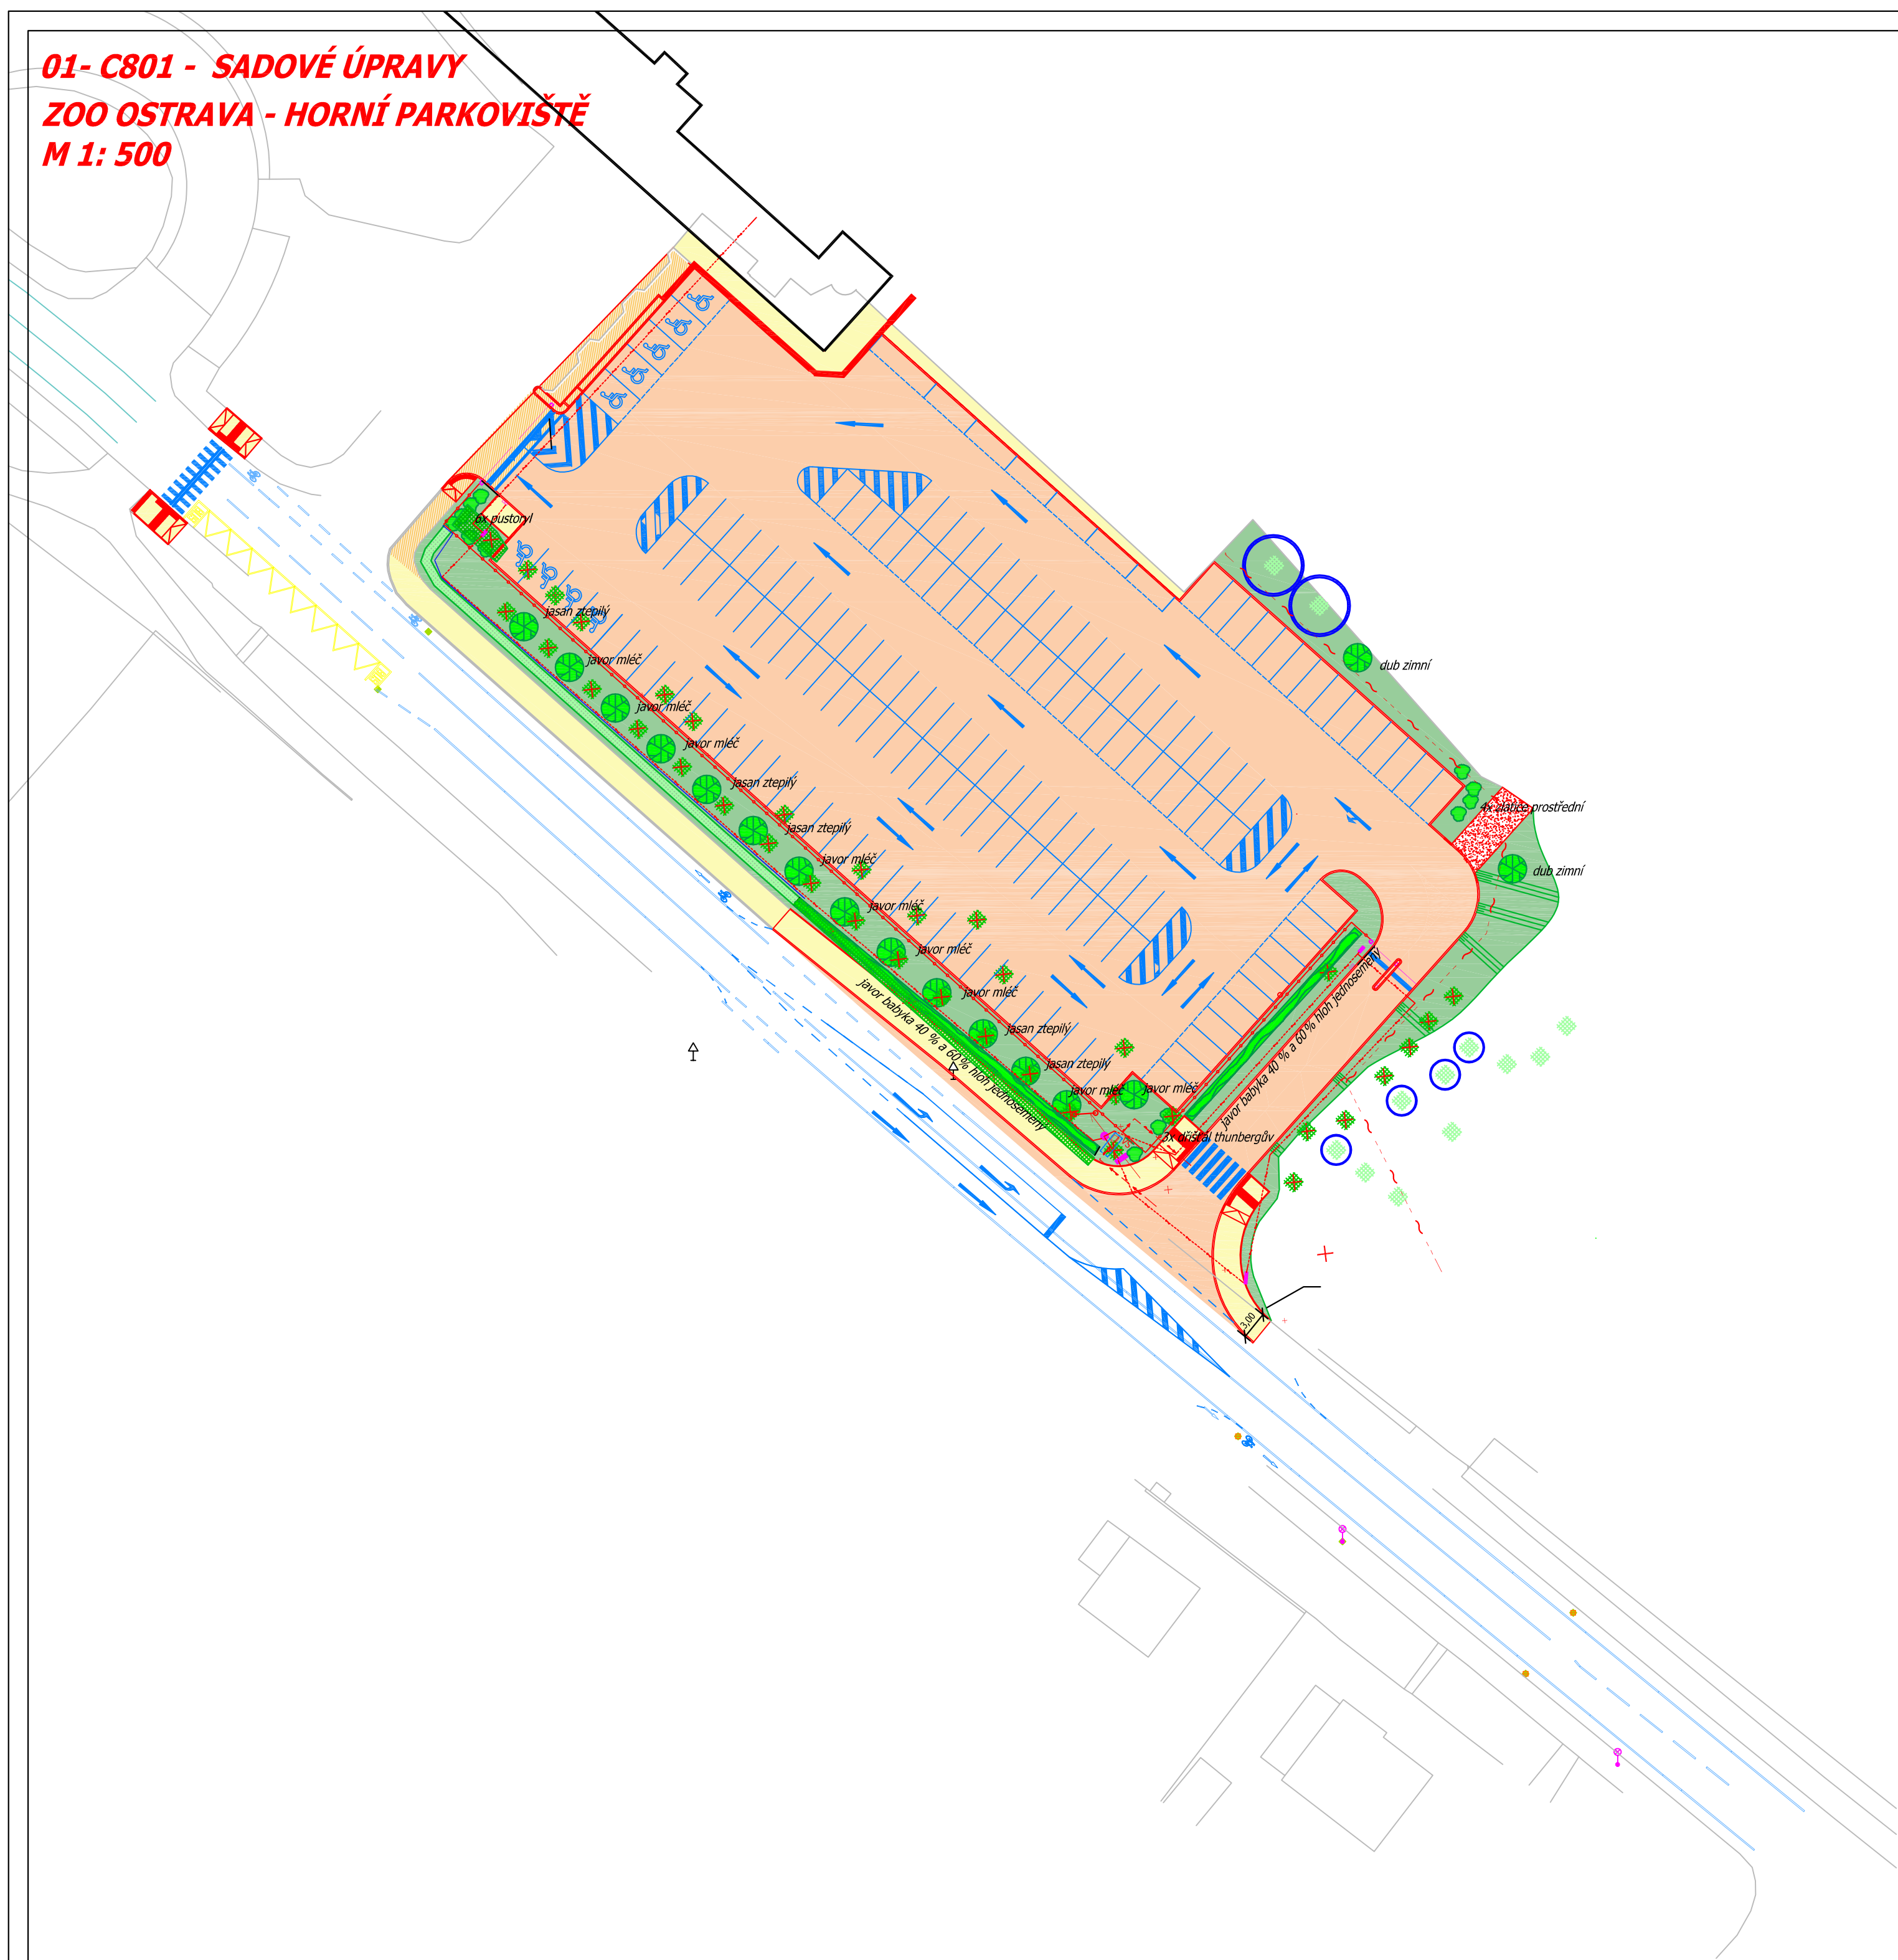 01- C801 - SADOVÉ ÚPRAVY
ZOO OSTRAVA - HORNÍ PARKOVIŠTĚ
M 1: 500
6x pustoryl
jasan ztepilý
javor mléč
dub zimní
javor mléč
javor mléč
jasan ztepilý
4x zlatice prostřední
jasan ztepilý
javor mléč
dub zimní
javor mléč
javor mléč
javor mléč
javor babyka 40 % a 60% hloh jednosemenný
javor babyka 40 % a 60% hloh jednosemenný
jasan ztepilý
jasan ztepilý
javor mléč
javor mléč
3x dřišťál thunbergův
3,00